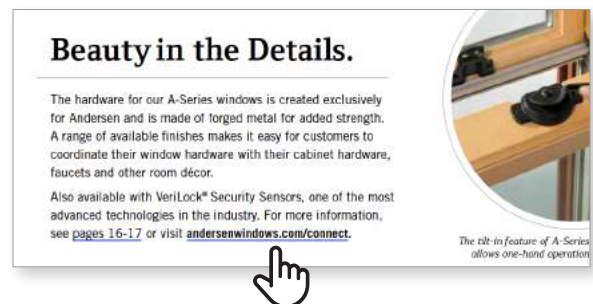 Beauty in the Details.
The hardware for our A-Series windows is created exclusively
for Andersen and is made of forged metal for added strength.
A range of available finishes makes it easy for customers to
coordinate their window hardware with their cabinet hardware,
faucets and other room décor.
Also available with VeriLock® Security Sensors, one of the most
advanced technologies in the industry. For more information,
see pages 16-17 or visit andersenwindows.com/connect.
The tilt-in feature of A-Series
allows one-hand operation